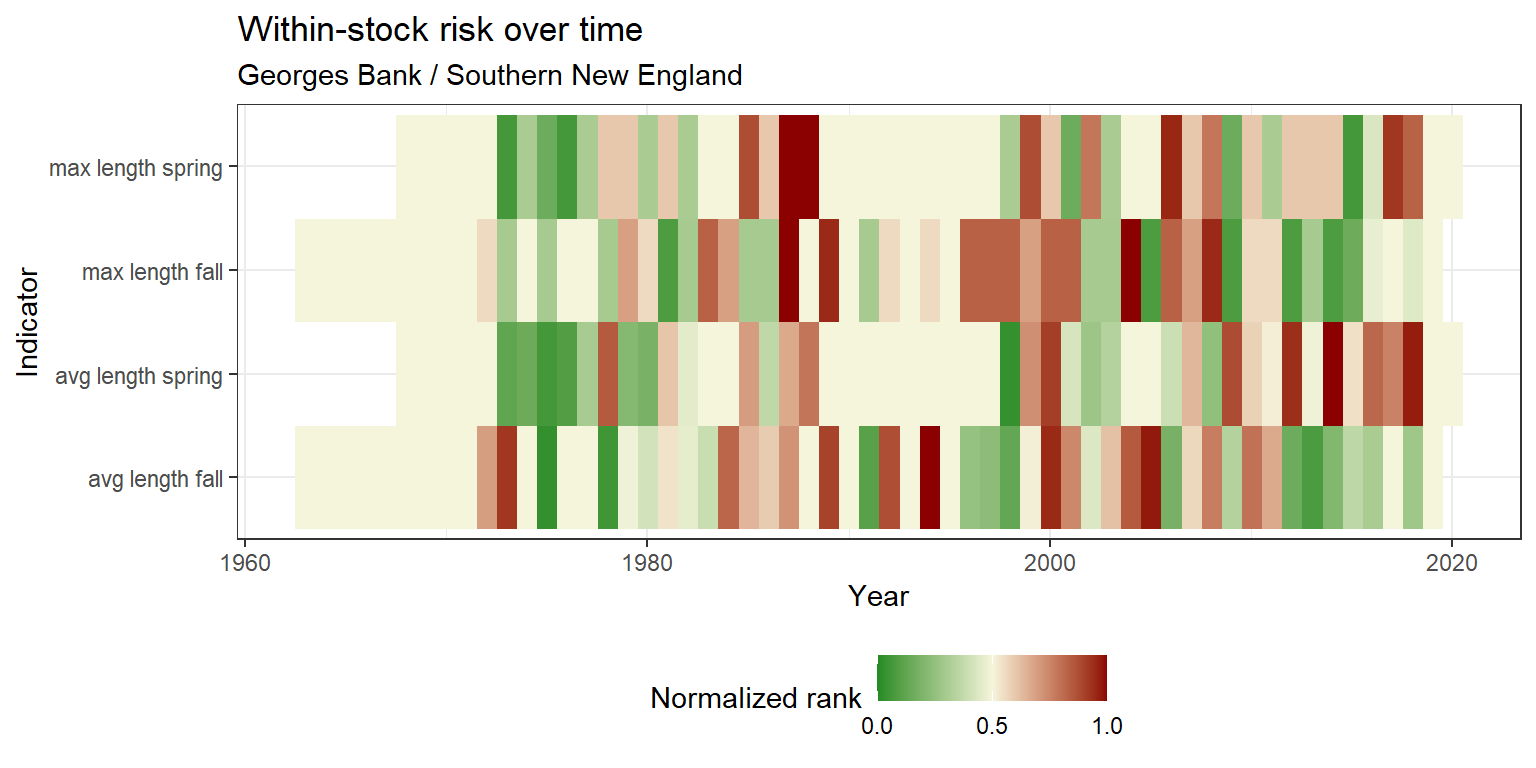 Within-stock risk over time
Georges Bank / Southern New England
Indicator
max length spring
max length fall
avg length spring
avg length fall
1960 1980 2000 2020
Year
Normalized rank
0.0 0.5 1.0